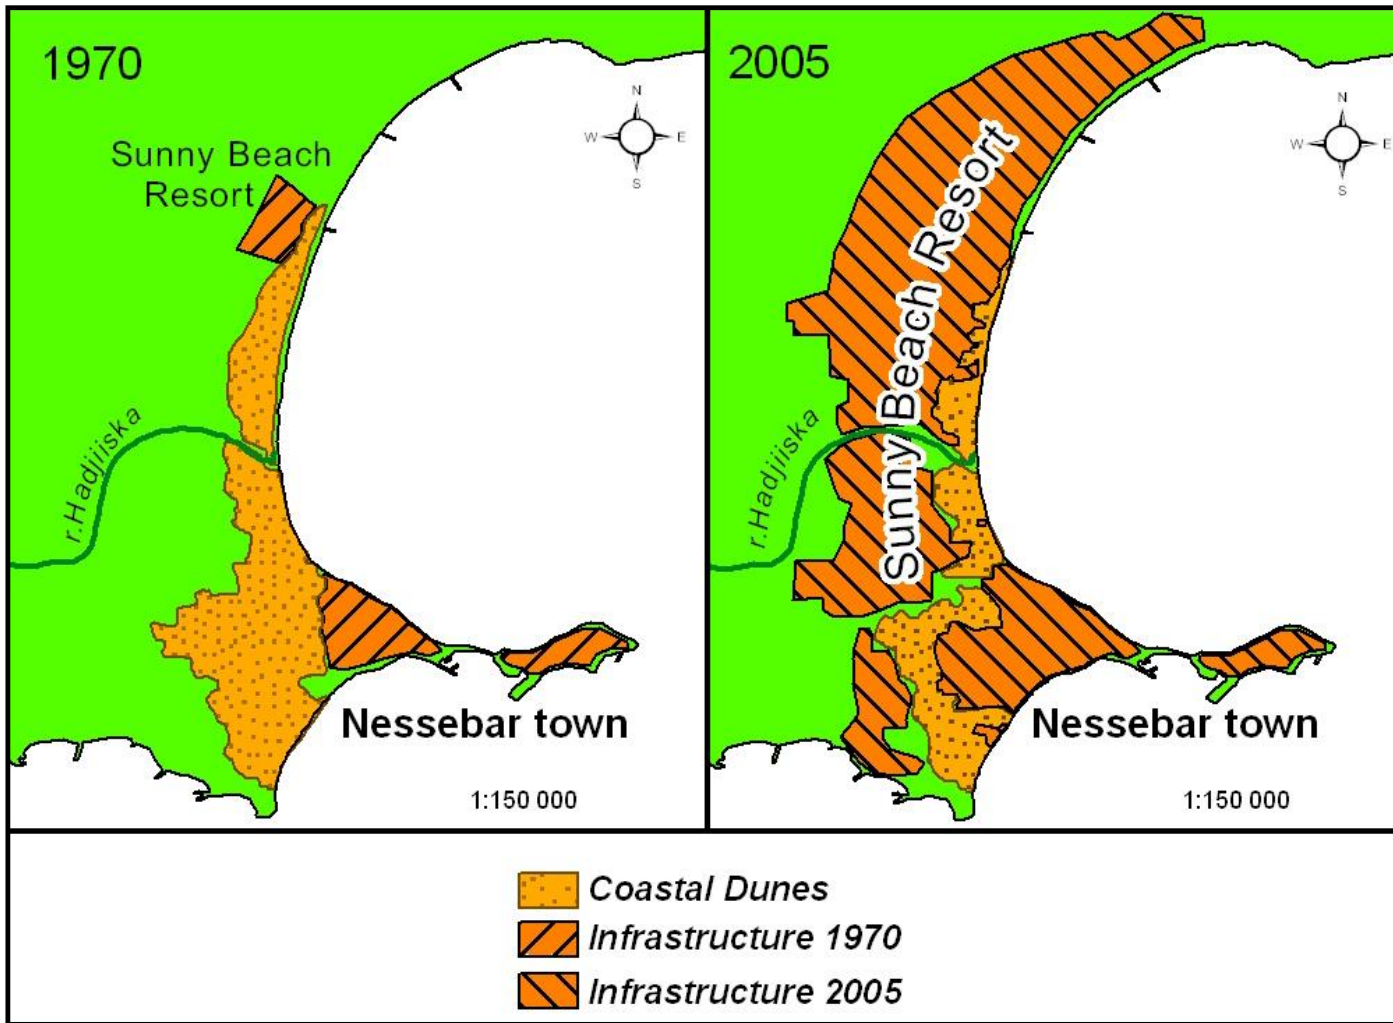 1970
N
W E
S
Sunny Beach
Resort
r.Hadjiiska
Nessebar town
1:150 000
2005
N
W E
S
Sunny Beach Resort
r.Hadjiiska
Nessebar town
1:150 000
Coastal Dunes
Infrastructure 1970
Infrastructure 2005